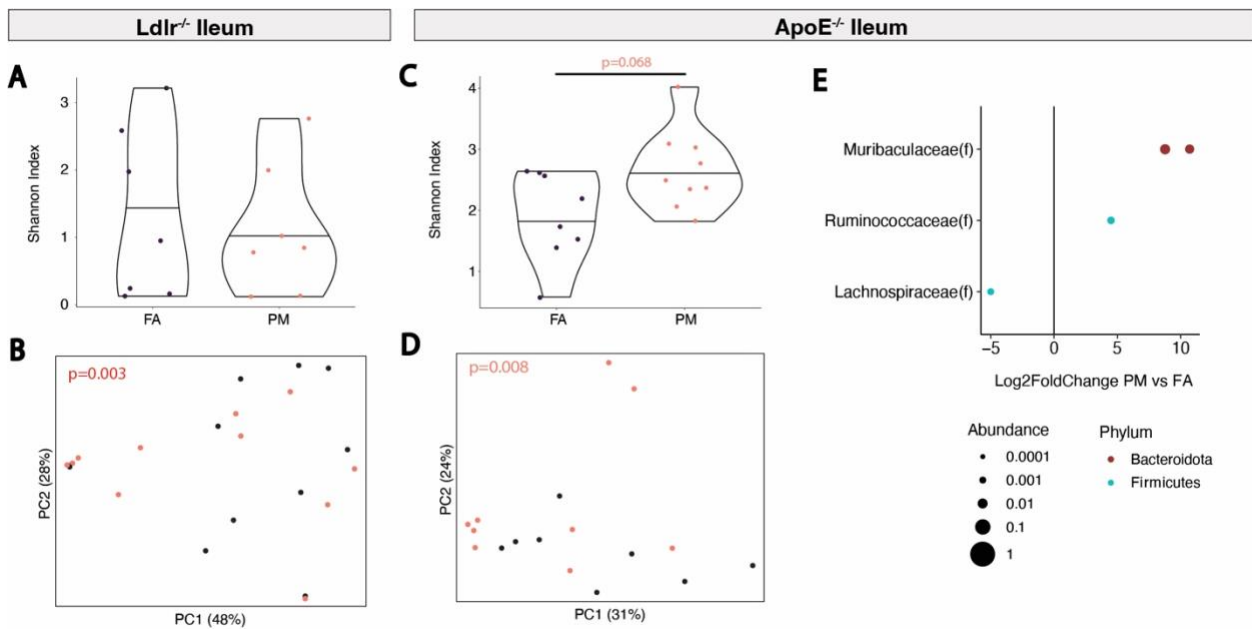 Ldlr-/- Ileum
ApoE-/- Ileum
A
Shannon Index
3
2
1
0
FA
PM
B
p=0.003
PC2 (28%)
PC1 (48%)
C
p=0.068
Shannon Index
4
3
2
1
FA
PM
D
p=0.008
PC2 (24%)
PC1 (31%)
E
Muribaculaceae(f)
Ruminococcaceae(f)
Lachnospiraceae(f)
−5
0
5
10
Log2FoldChange PM vs FA
Abundance
0.0001
0.001
0.01
0.1
1
Phylum
Bacteroidota
Firmicutes